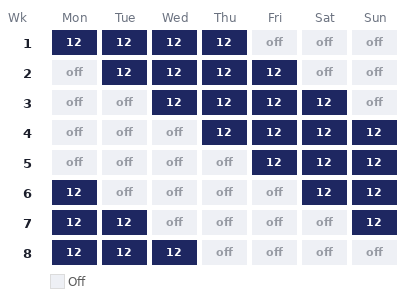 Wk Mon Tue Wed Thu Fri Sat Sun
1 12 12 12 12 off off off
2 off 12 12 12 12 off off
3 off off 12 12 12 12 off
4 off off off 12 12 12 12
5 off off off off 12 12 12
6 12 off off off off 12 12
7 12 12 off off off off 12
8 12 12 12 off off off off
Off